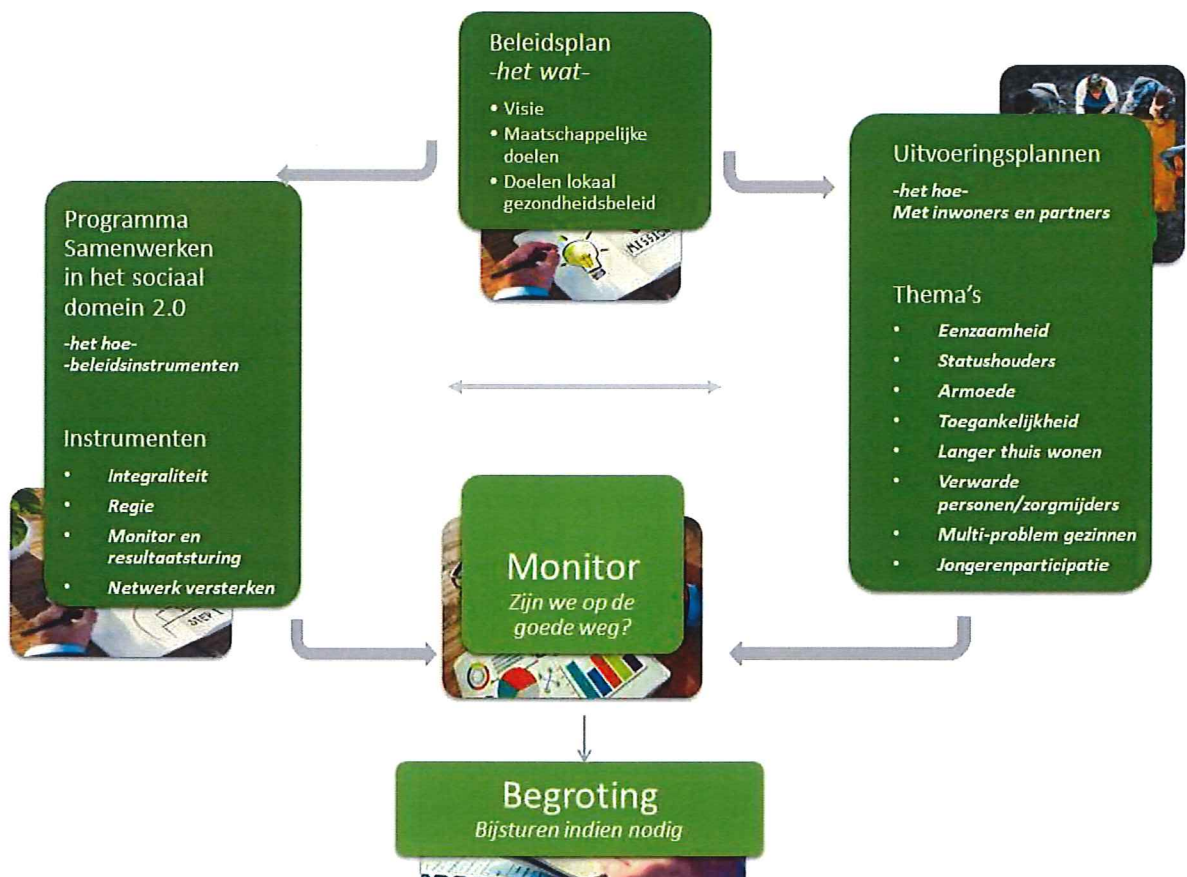 Beleidsplan
-het wat-
• Visie
• Maatschappelijke
doelen
• Doelen lokaal
gezondheidsbeleid
Programma
Samenwerken
in het sociaal
domein 2.0
-het hoe-
-beleidsinstrumenten
Instrumenten
• Integraliteit
• Regie
• Monitor en
resultaatsturing
• Netwerk versterken
Uitvoeringsplannen
-het hoe-
Met inwoners en partners
Thema's
• Eenzaamheid
• Statushouders
• Armoede
• Toegankelijkheid
• Langer thuis wonen
• Verwarde
personen/zorgmijders
• Multi-problem gezinnen
• Jongerenparticipatie
Monitor
Zijn we op de
goede weg?
Begroting
Bijsturen indien nodig